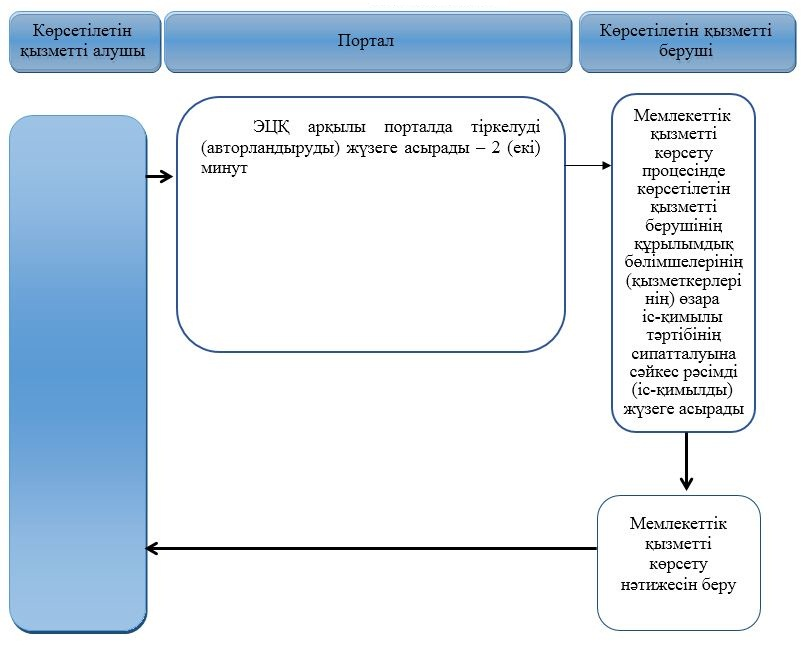 Көрсетілетін
қызметті алушы
Портал
Көрсетілетін қызметті
беруші
ЭЦҚ арқылы порталда тіркелуді
(авторландыруды) жүзеге асырады – 2 (екі)
минут
Мемлекеттік
қызметті
көрсету
процесінде
көрсетілетін
қызметті
берушінің
құрылымдық
бөлімшелерінің
(қызметкерлері
нің) өзара
іс-қимылы
тәртібінің
сипатталуына
сәйкес рәсімді
(іс-қимылды)
жүзеге асырады
Мемлекеттік
қызметті
көрсету
нәтижесін беру